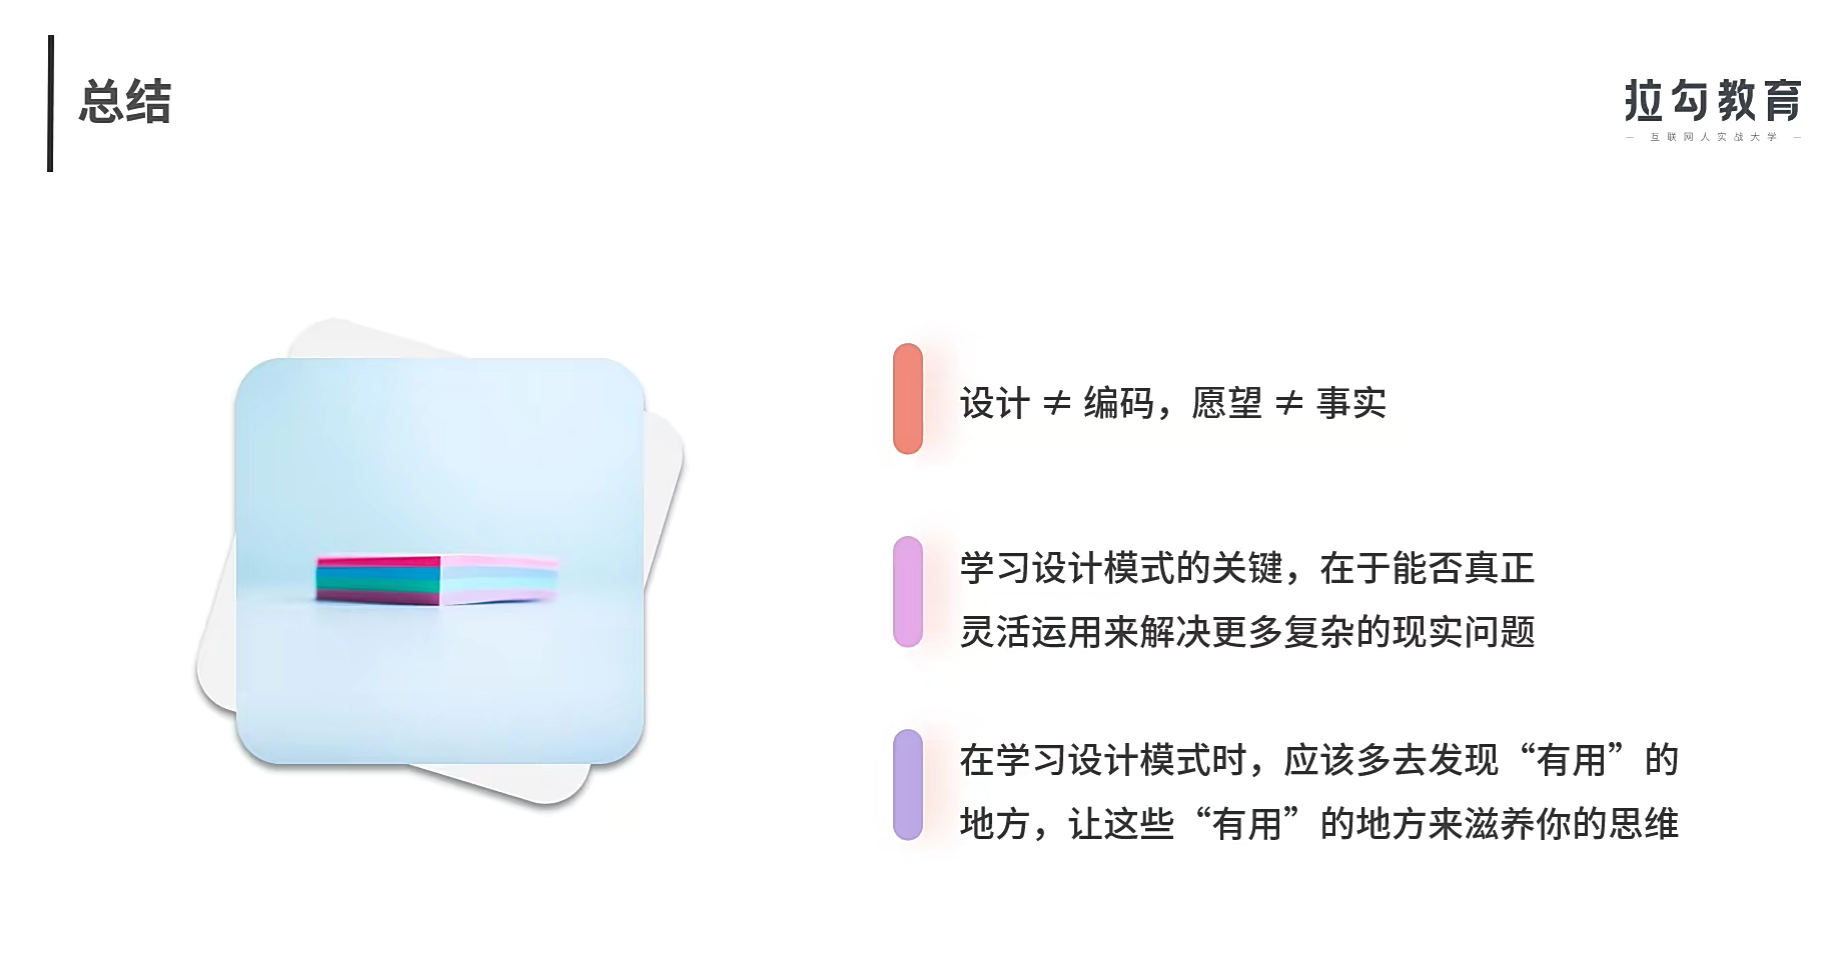 总结
拉勾教育
— 互联网人实战大学 —
设计 ≠ 编码，愿望 ≠ 事实
学习设计模式的关键，在于能否真正
灵活运用来解决更多复杂的现实问题
在学习设计模式时，应该多去发现“有用”的
地方，让这些“有用”的地方来滋养你的思维